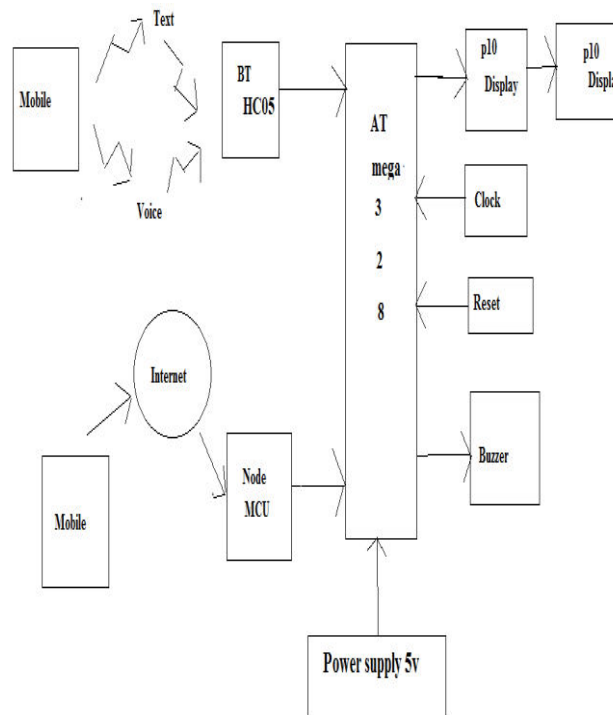 Text
Mobile
BT
HC05
Voice
AT
mega
3
2
8
p10
Display
p10
Displa
Clock
Reset
Internet
Node
MCU
Mobile
Buzzer
Power supply 5v